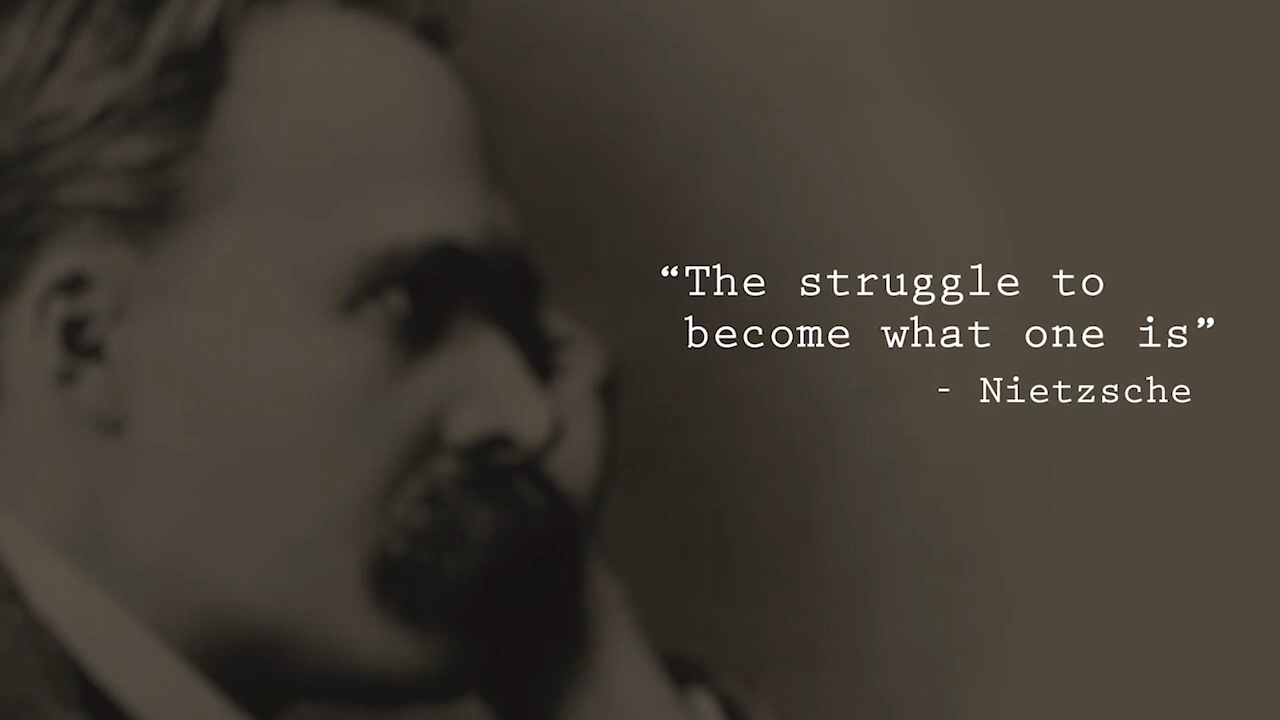 “The struggle to
become what one is”
- Nietzsche